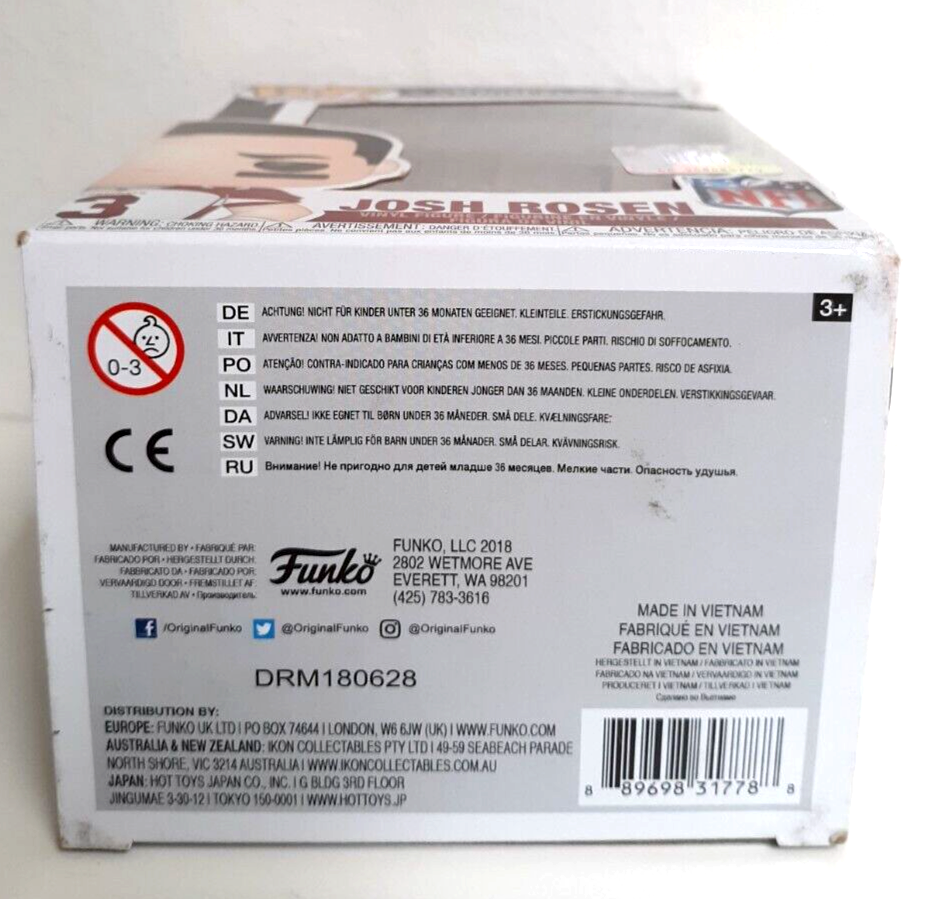 3
JOSH ROSEN
NFL
WARNING: CHOKING HAZARD
AVERTISSEMENT: DANGER D'ÉTOUFFEMENT
3+
0-3
DE ACHTUNG! NICHT FÜR KINDER UNTER 36 MONATEN GEEIGNET. KLEINTEILE. ERSTICKUNGSGEFAHR.
IT AVVERTENZA! NON ADATTO A BAMBINI DI ETÀ INFERIORE A 36 MESI. PICCOLE PARTI. RISCHIO DI SOFFOCAMENTO.
PO ATENÇÃO! CONTRA-INDICADO PARA CRIANÇAS COM MENOS DE 36 MESES. PEQUENAS PARTES. RISCO DE ASFIXIA.
NL WAARSCHUWING! NIET GESCHIKT VOOR KINDEREN JONGER DAN 36 MAANDEN. KLEINE ONDERDELEN. VERSTIKKINGSGEVAAR.
DA ADVARSEL! IKKE EGNET TIL BØRN UNDER 36 MÅNEDER. SMÅ DELE. KVÆLNINGSFARE:
SW VARNING! INTE LÄMPLIG FÖR BARN UNDER 36 MÅNADER. SMÅ DELAR. KVÄVNINGSRISK.
RU Внимание! Не пригодно для детей младше 36 месяцев. Мелкие части. Опасность удушья.
CE
MANUFACTURED BY • FABRIQUÉ PAR:
FABRICADO POR • HERGESTELLT DURCH:
FABBRICATO DA • FABRICADO POR:
VERVAARDIGD DOOR • FREMSTILLET AF:
TILLVERKAD AV • Производитель:
Funko
www.funko.com
FUNKO, LLC 2018
2802 WETMORE AVE
EVERETT, WA 98201
(425) 783-3616
/OriginalFunko @OriginalFunko @OriginalFunko
DRM180628
MADE IN VIETNAM
FABRIQUÉ EN VIETNAM
FABRICADO EN VIETNAM
HERGESTELLT IN VIETNAM / FABBRICATO IN VIETNAM
FABRICADO NA VIETNAM / VERVAARDIGD IN VIETNAM
PRODUCERET I VIETNAM / TILLVERKAD I VIETNAM
Сделано во Вьетнаме
DISTRIBUTION BY:
EUROPE: FUNKO UK LTD | PO BOX 74644 | LONDON, W6 6JW (UK) | WWW.FUNKO.COM
AUSTRALIA & NEW ZEALAND: IKON COLLECTABLES PTY LTD | 49-59 SEABEACH PARADE
NORTH SHORE, VIC 3214 AUSTRALIA | WWW.IKONCOLLECTABLES.COM.AU
JAPAN: HOT TOYS JAPAN CO., INC. | G BLDG 3RD FLOOR
JINGUMAE 3-30-12 | TOKYO 150-0001 | WWW.HOTTOYS.JP
8 89698 31778 8